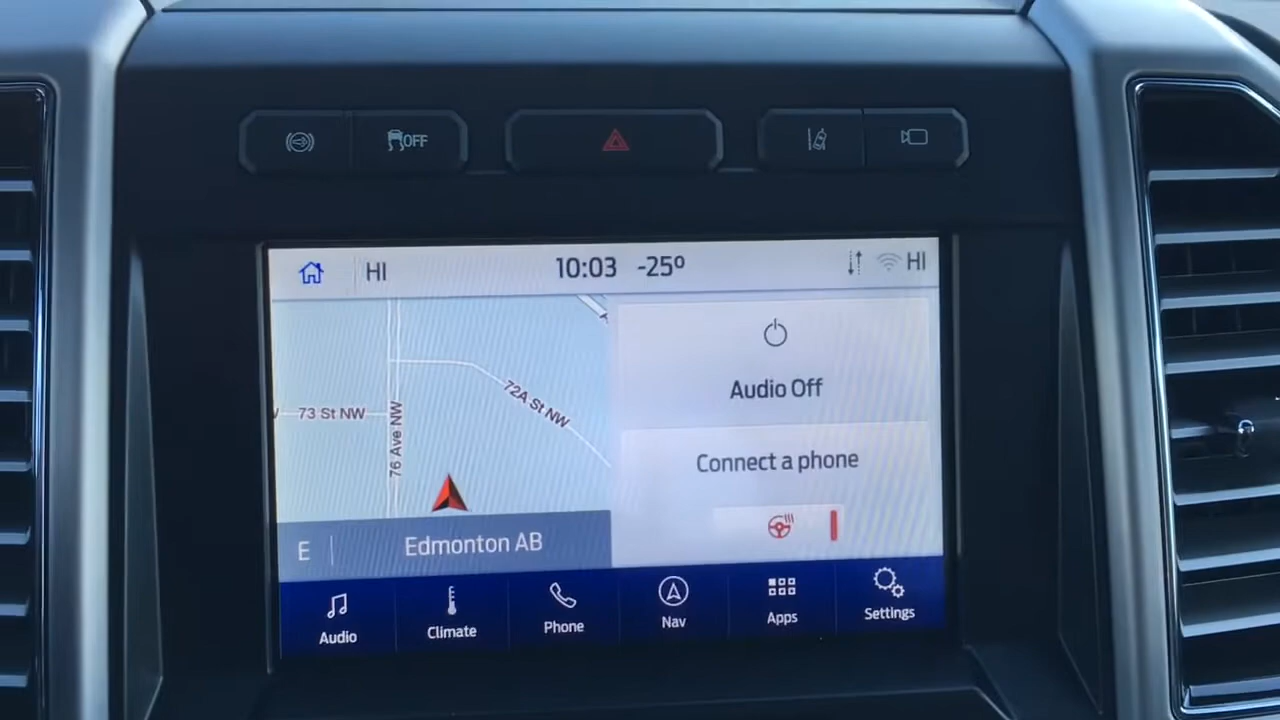 OFF
HI
10:03 -25º
HI
73 St NW
76 Ave NW
72A St NW
Audio Off
Connect a phone
E
Edmonton AB
Audio
Climate
Phone
Nav
Apps
Settings